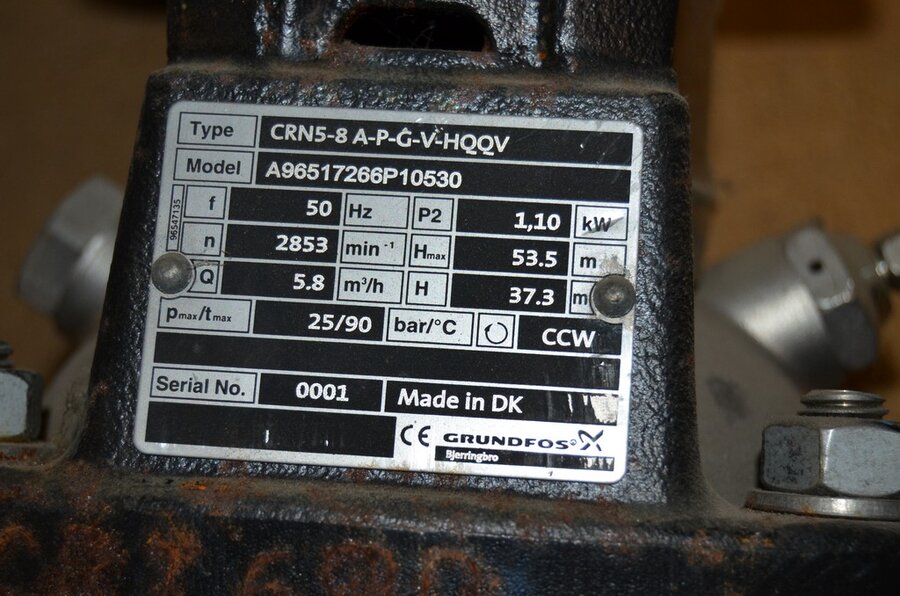 Type CRN5-8 A-P-G-V-HQQV
Model A96517266P10530
96547135
f 50 Hz P2 1,10 kW
n 2853 min⁻¹ Hmax 53.5 m
Q 5.8 m³/h H 37.3 m
pmax/tmax 25/90 bar/°C CCW
Serial No. 0001 Made in DK
CE GRUNDFOS
Bjerringbro